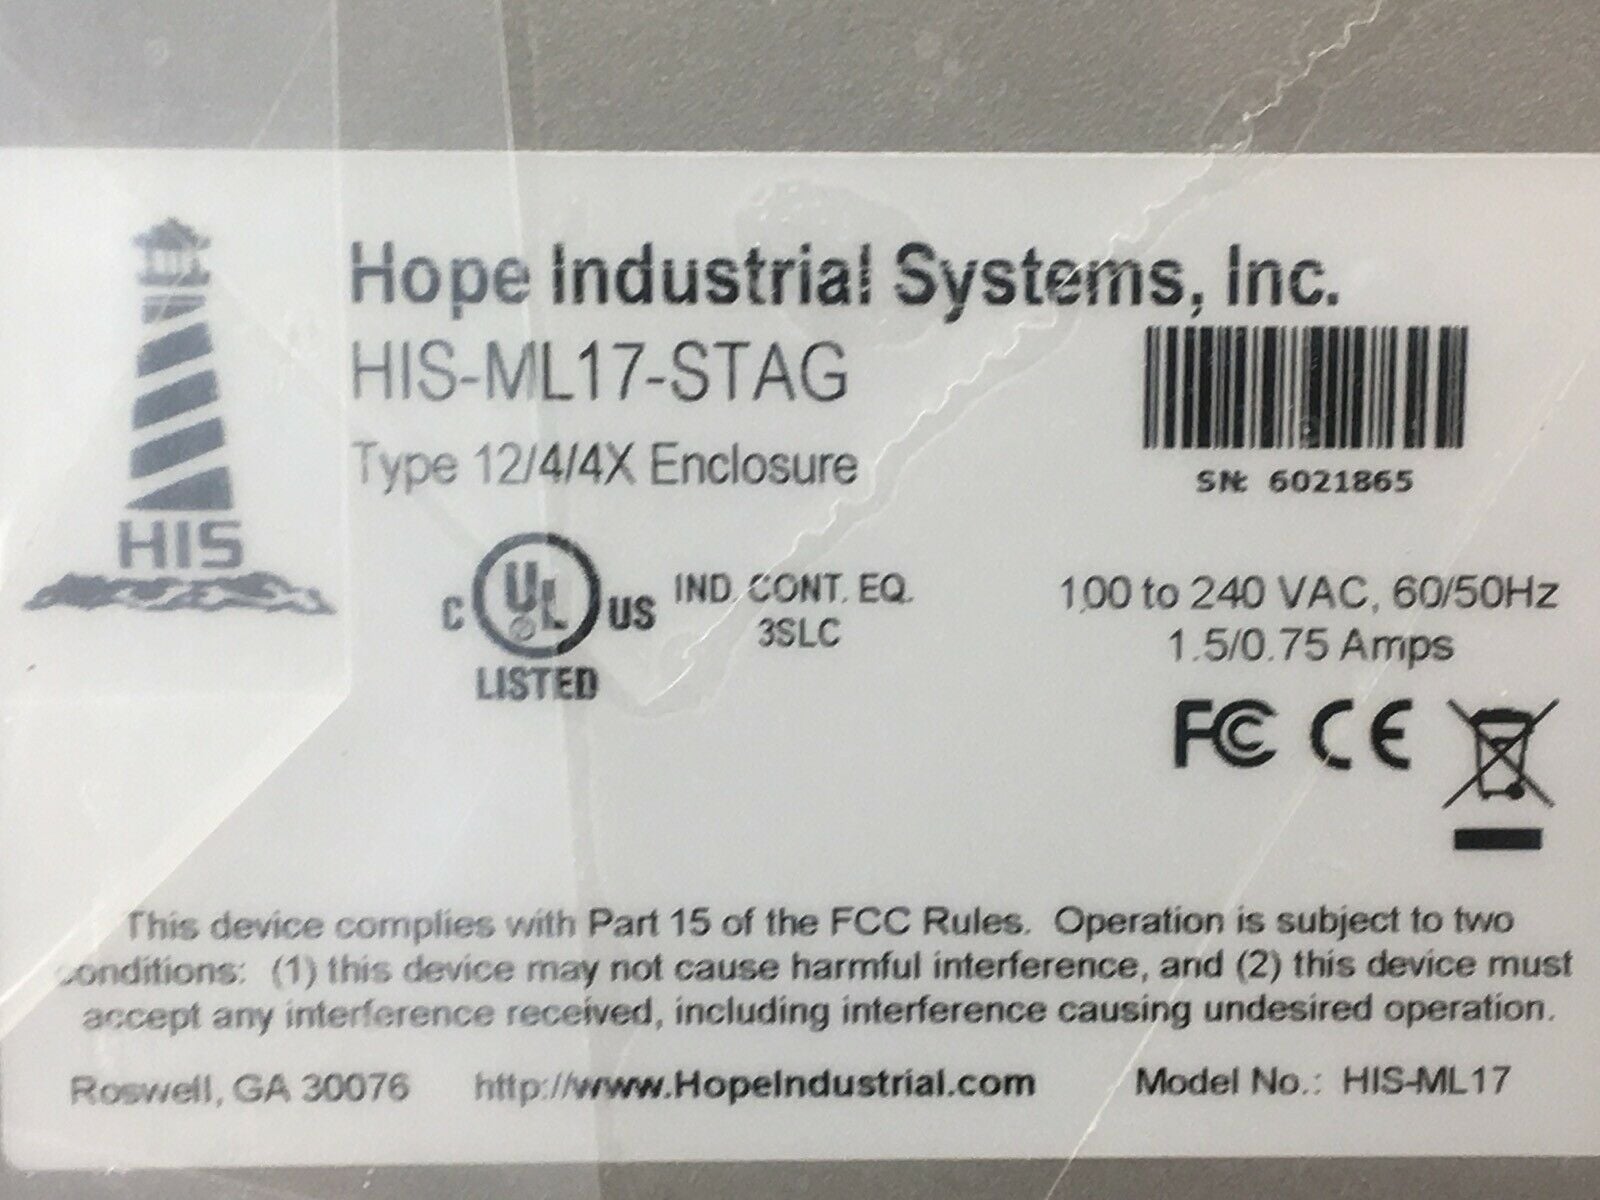 Hope Industrial Systems, Inc.
HIS-ML17-STAG
Type 12/4/4X Enclosure
SN: 6021865
HIS
C UL US
LISTED
IND. CONT. EQ.
3SLC
100 to 240 VAC, 60/50Hz
1.5/0.75 Amps
FC CE
This device complies with Part 15 of the FCC Rules. Operation is subject to two
conditions: (1) this device may not cause harmful interference, and (2) this device must
accept any interference received, including interference causing undesired operation.
Roswell, GA 30076 http://www.HopeIndustrial.com Model No.: HIS-ML17